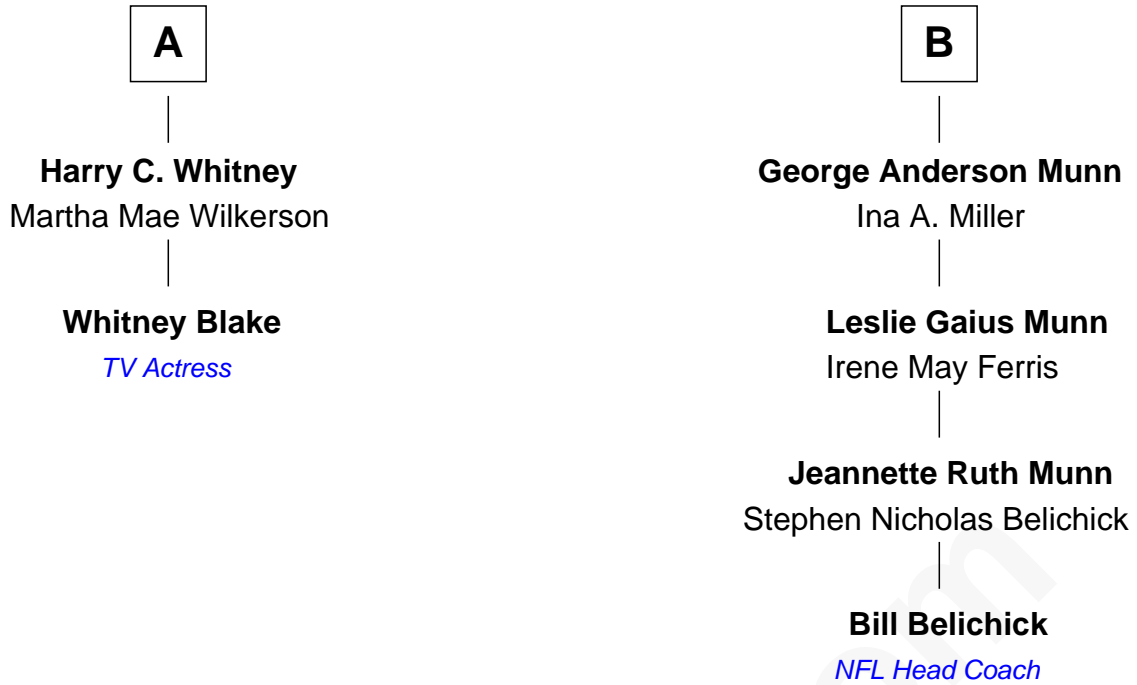 A
Harry C. Whitney
Martha Mae Wilkerson
Whitney Blake
TV Actress
B
George Anderson Munn
Ina A. Miller
Leslie Gaius Munn
Irene May Ferris
Jeannette Ruth Munn
Stephen Nicholas Belichick
Bill Belichick
NFL Head Coach